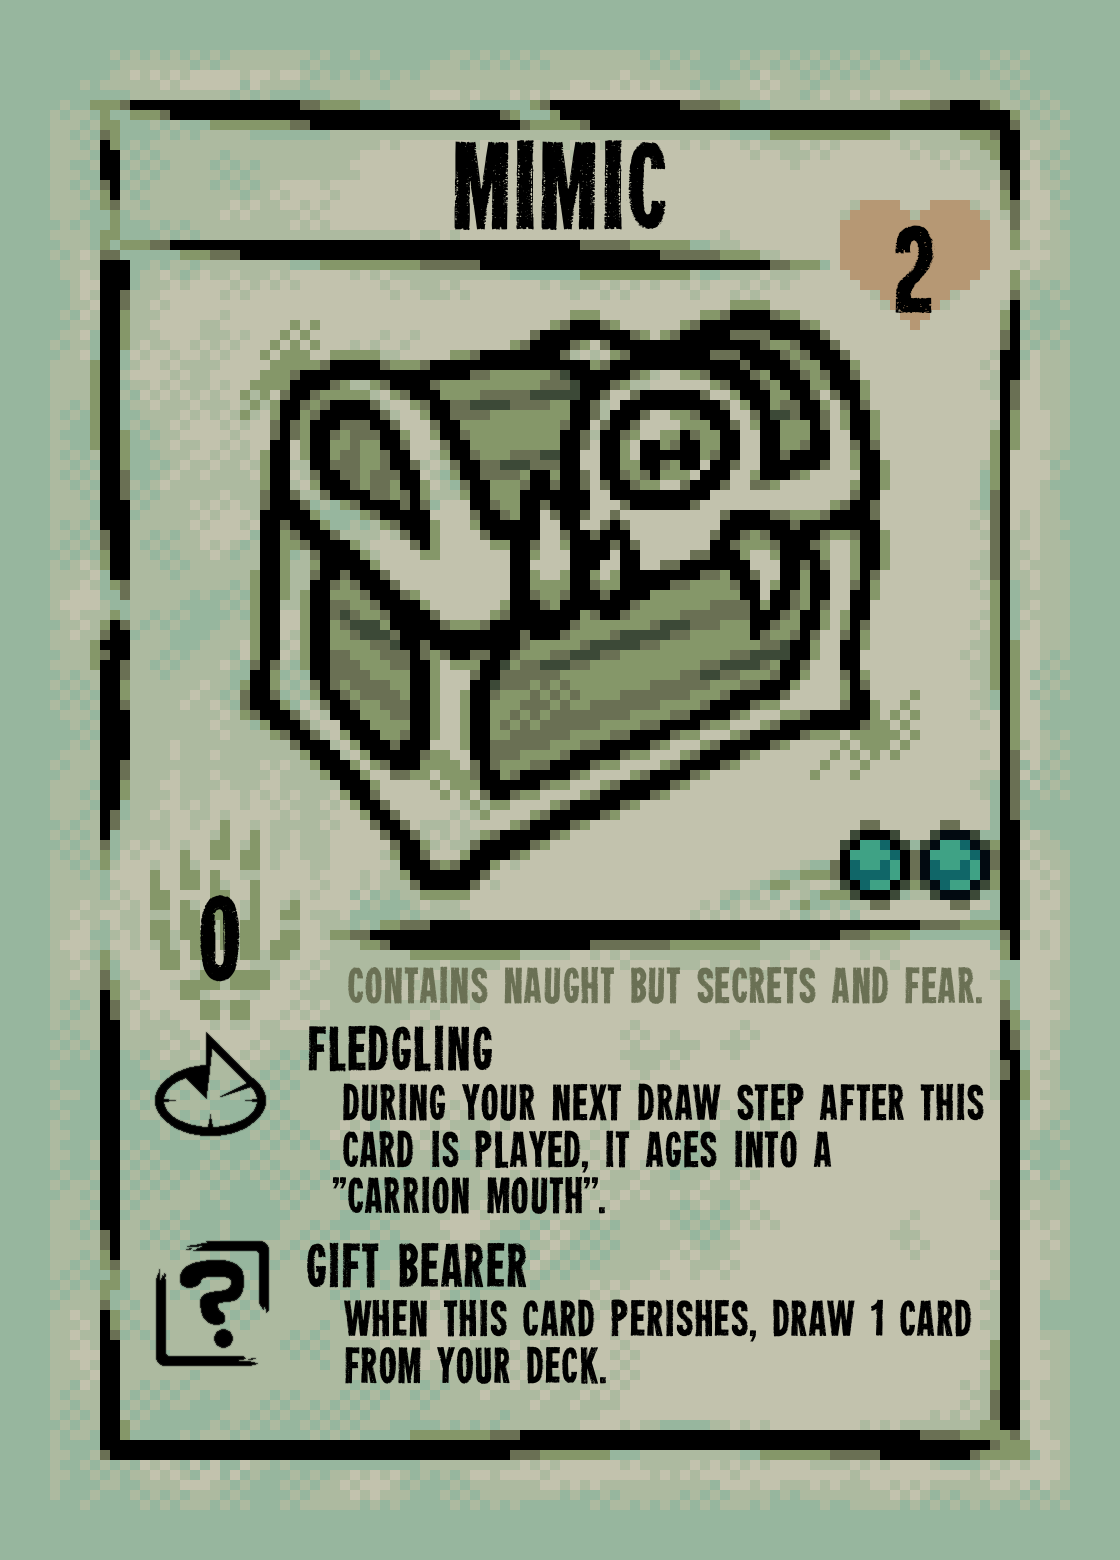 MIMIC
2
0
CONTAINS NAUGHT BUT SECRETS AND FEAR.
FLEDGLING
DURING YOUR NEXT DRAW STEP AFTER THIS
CARD IS PLAYED, IT AGES INTO A
"CARRION MOUTH".
?
GIFT BEARER
WHEN THIS CARD PERISHES, DRAW 1 CARD
FROM YOUR DECK.